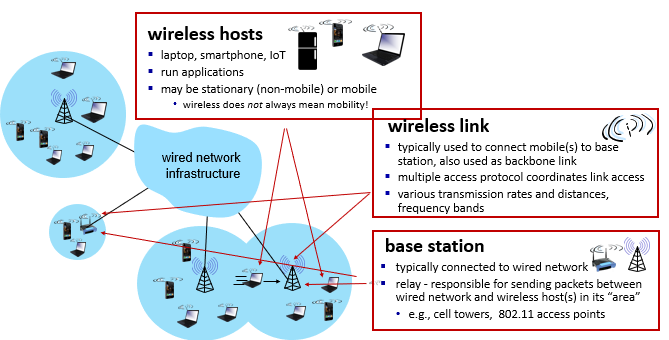 wireless hosts
▪ laptop, smartphone, IoT
▪ run applications
▪ may be stationary (non-mobile) or mobile
▪ wireless does not always mean mobility!
wired network
infrastructure
wireless link
▪ typically used to connect mobile(s) to base
station, also used as backbone link
▪ multiple access protocol coordinates link access
▪ various transmission rates and distances,
frequency bands
base station
▪ typically connected to wired network
▪ relay - responsible for sending packets between
wired network and wireless host(s) in its “area”
▪ e.g., cell towers, 802.11 access points